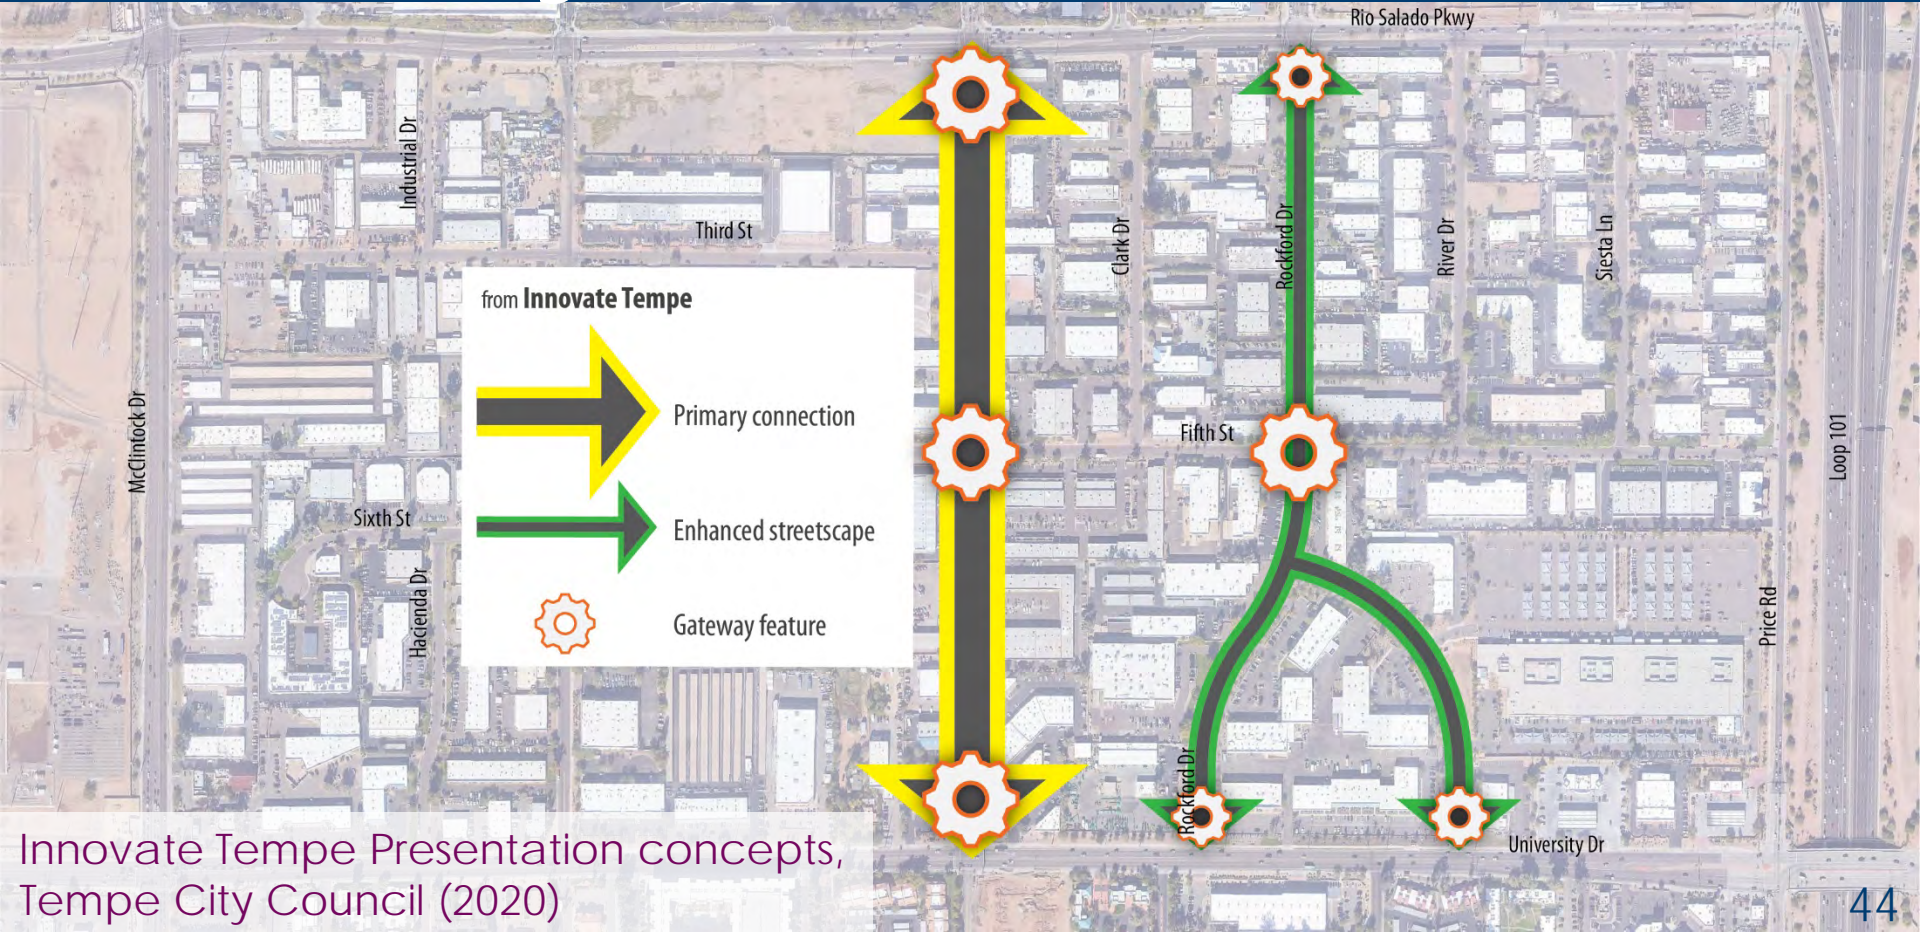 Rio Salado Pkwy
Industrial Dr
Third St
Clark Dr
Rockford Dr
River Dr
Siesta Ln
from Innovate Tempe
Primary connection
Enhanced streetscape
Gateway feature
McClintock Dr
Fifth St
Loop 101
Sixth St
Hacienda Dr
Price Rd
Rockford Dr
University Dr
Innovate Tempe Presentation concepts,
Tempe City Council (2020)
44